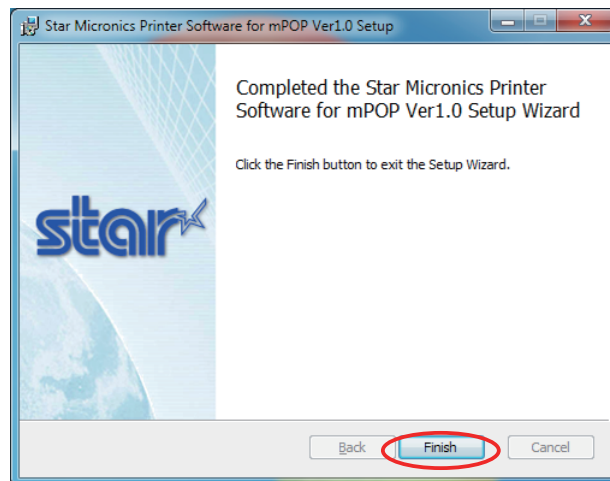 Star Micronics Printer Software for mPOP Ver1.0 Setup
Completed the Star Micronics Printer
Software for mPOP Ver1.0 Setup Wizard
Click the Finish button to exit the Setup Wizard.
star
Back Finish Cancel